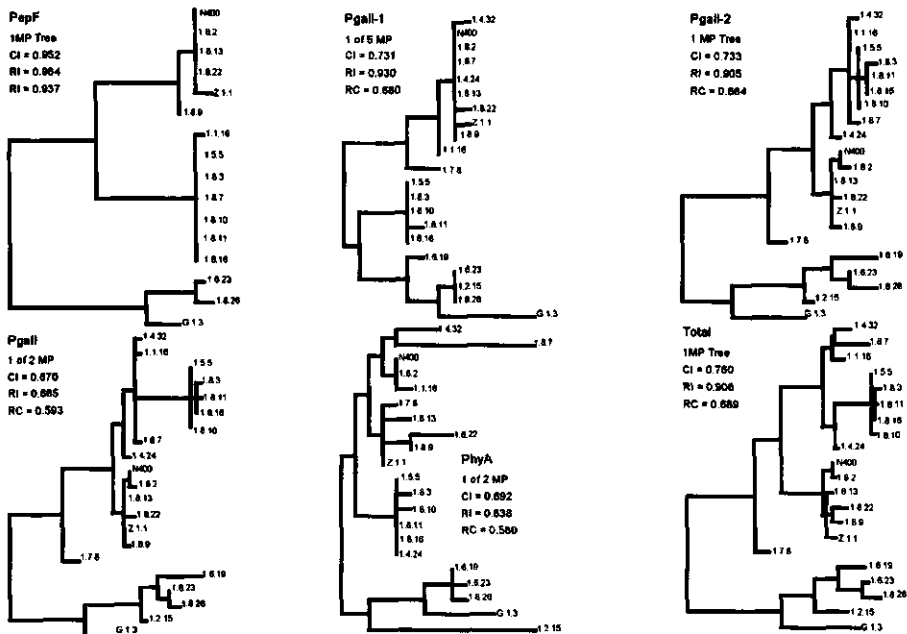 PepF
1MP Tree
CI = 0.952
RI = 0.984
RI = 0.937
N400
1.8.2
1.8.13
1.8.22
Z.1.1
1.8.9
1.1.16
1.5.5
1.8.3
1.8.7
1.8.10
1.8.11
1.8.16
1.6.23
1.8.26
G 1.3
Pgaii-1
1 of 5 MP
CI = 0.731
RI = 0.930
RC = 0.680
1.4.32
N400
1.8.2
1.8.7
1.4.24
1.8.13
1.8.22
Z 1.1
1.8.9
1.1.16
1.7.8
1.5.5
1.8.3
1.8.10
1.8.11
1.8.16
1.6.19
1.6.23
1.2.15
1.8.26
G 1.3
Pgaii-2
1 MP Tree
CI = 0.733
RI = 0.905
RC = 0.664
1.4.32
1.1.16
1.5.5
1.8.3
1.8.11
1.8.16
1.8.10
1.8.7
1.4.24
N400
1.8.2
1.8.13
1.8.22
Z.1.1
1.8.9
1.7.8
1.6.19
1.6.23
1.8.26
1.2.15
G 1.3
Pgaii
1 of 2 MP
CI = 0.670
RC = 0.593
1.4.32
1.1.16
1.5.5
1.8.3
1.8.11
1.8.16
1.8.10
1.8.7
1.4.24
N400
1.8.2
1.8.13
1.8.22
Z 1.1
1.8.9
1.7.8
1.6.19
1.6.23
1.8.26
1.2.15
G 1.3
1.4.32
1.8.7
N400
1.8.2
1.1.16
1.7.8
1.8.13
1.8.22
1.8.9
Z 1.1
PhyA
1 of 2 MP
CI = 0.692
RI = 0.838
RC = 0.580
1.5.5
1.8.3
1.8.10
1.8.11
1.8.16
1.4.24
1.6.19
1.6.23
1.8.26
G 1.3
1.2.15
Total
1MP Tree
CI = 0.760
RI = 0.906
RC = 0.689
1.4.32
1.8.7
1.1.16
1.5.5
1.8.3
1.8.11
1.8.16
1.8.10
1.4.24
N400
1.8.2
1.8.13
1.8.22
1.8.9
Z.1.1
1.7.8
1.6.19
1.6.23
1.8.26
1.2.15
G 1.3